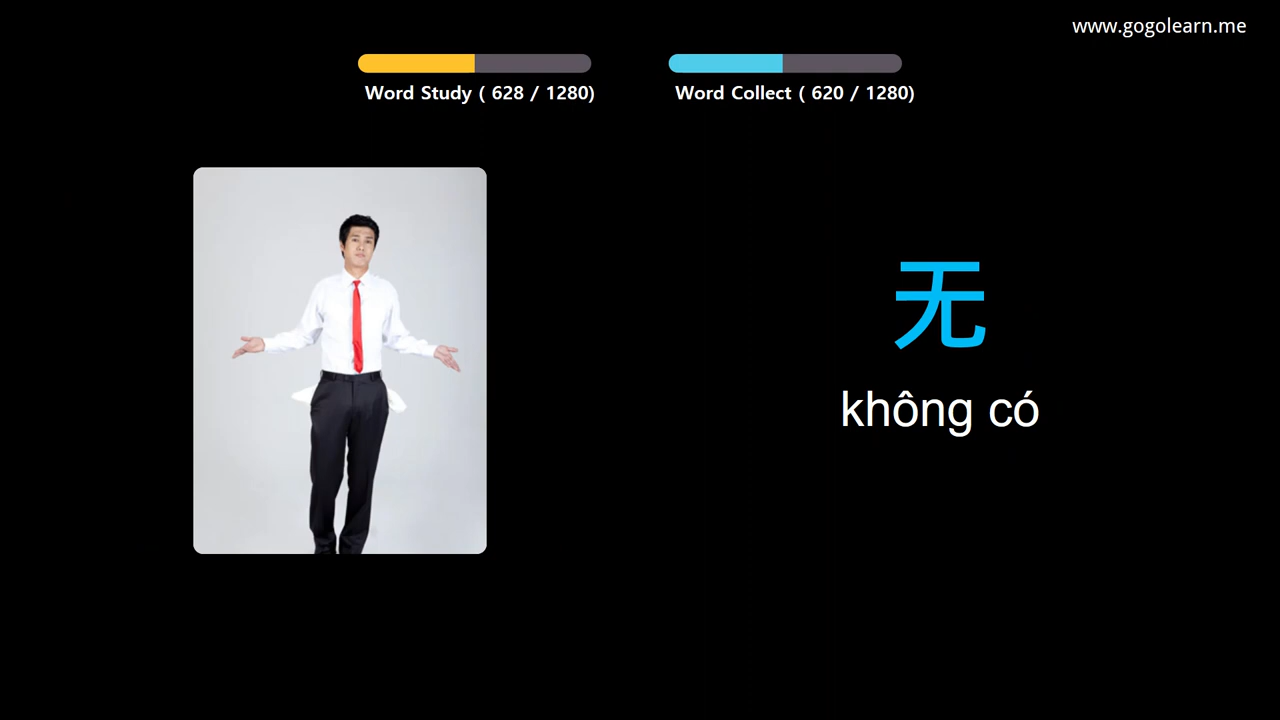 www.gogolearn.me
Word Study ( 628 / 1280)
Word Collect ( 620 / 1280)
无
không có